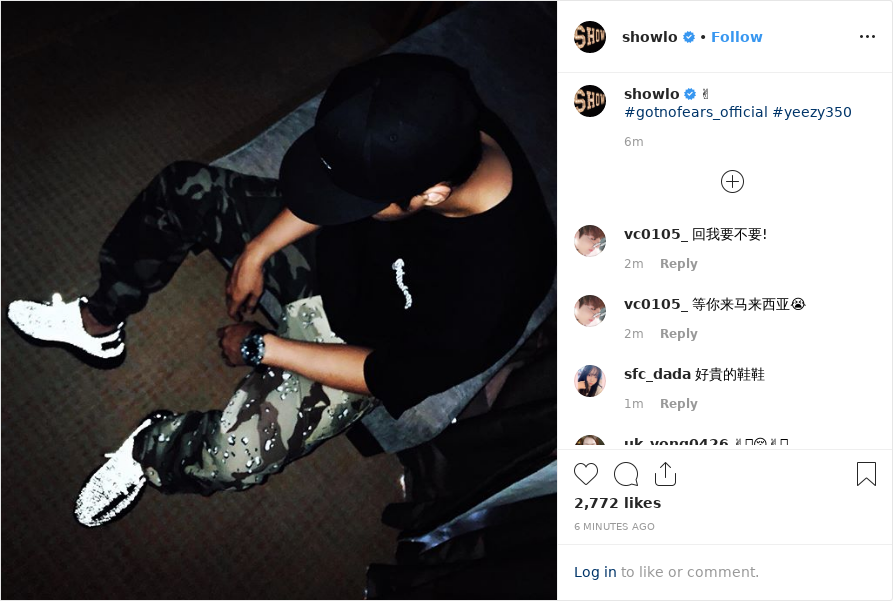 showlo • Follow
showlo ✌
#gotnofears_official #yeezy350
6m
vc0105_ 回我要不要!
2m Reply
vc0105_ 等你来马来西亚😭
2m Reply
sfc_dada 好貴的鞋鞋
1m Reply
2,772 likes
6 MINUTES AGO
Log in to like or comment.